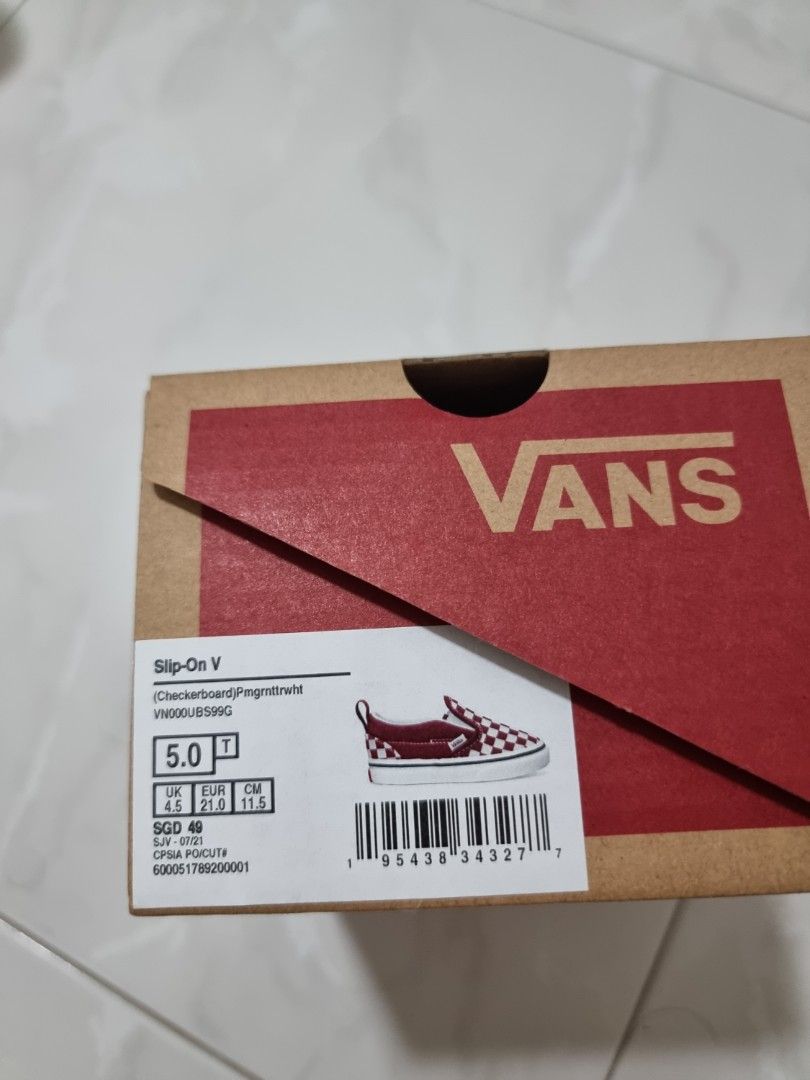 VANS
Slip-On V
(Checkerboard)Pmgrnttrwht
VN000UBS99G
5.0 T
UK EUR CM
4.5 21.0 11.5
SGD 49
SJV - 07/21
CPSIA PO/CUT#
600051789200001
1 95438 34327 7